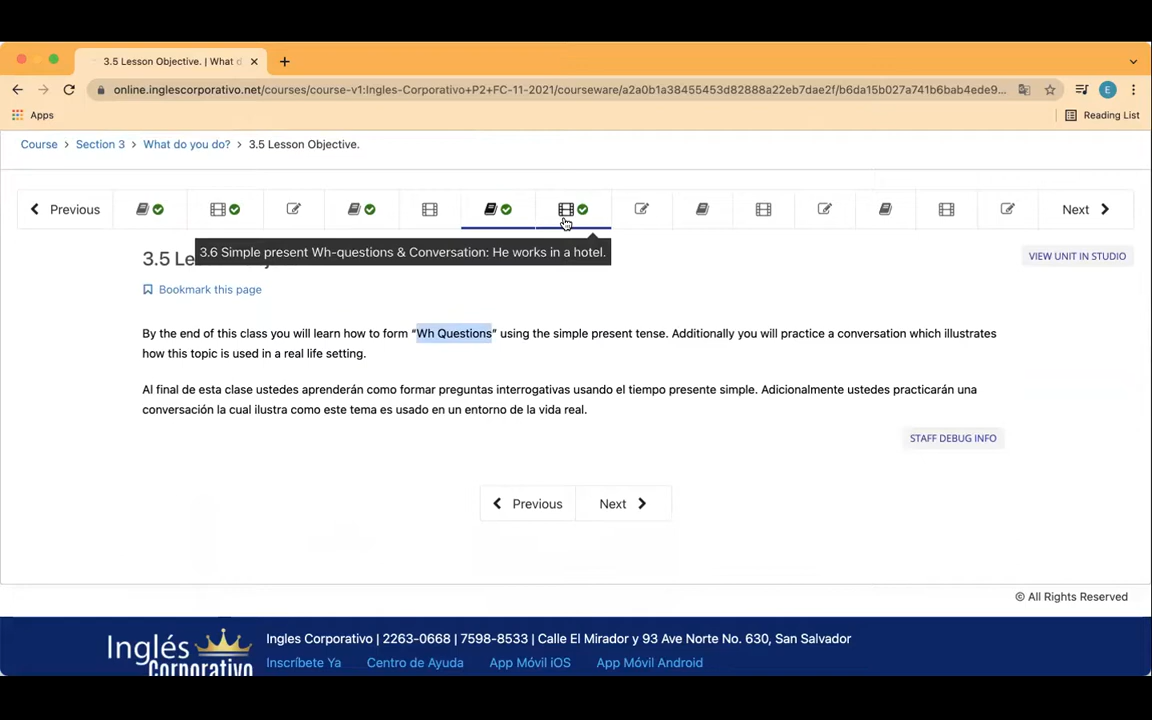 3.5 Lesson Objective. | What d
online.inglescorporativo.net/courses/course-v1:Ingles-Corporativo+P2+FC-11-2021/courseware/a2a0b1a38455453d82888a22eb7dae2f/b6da15b027a741b6bab4ede9...
E
Apps
Reading List
Course > Section 3 > What do you do? > 3.5 Lesson Objective.
Previous
Next
3.6 Simple present Wh-questions & Conversation: He works in a hotel.
3.5 Le
VIEW UNIT IN STUDIO
Bookmark this page
By the end of this class you will learn how to form “Wh Questions” using the simple present tense. Additionally you will practice a conversation which illustrates
how this topic is used in a real life setting.
Al final de esta clase ustedes aprenderán como formar preguntas interrogativas usando el tiempo presente simple. Adicionalmente ustedes practicarán una
conversación la cual ilustra como este tema es usado en un entorno de la vida real.
STAFF DEBUG INFO
Previous Next
© All Rights Reserved
Inglés
Corporativo
Ingles Corporativo | 2263-0668 | 7598-8533 | Calle El Mirador y 93 Ave Norte No. 630, San Salvador
Inscríbete Ya Centro de Ayuda App Móvil iOS App Móvil Android